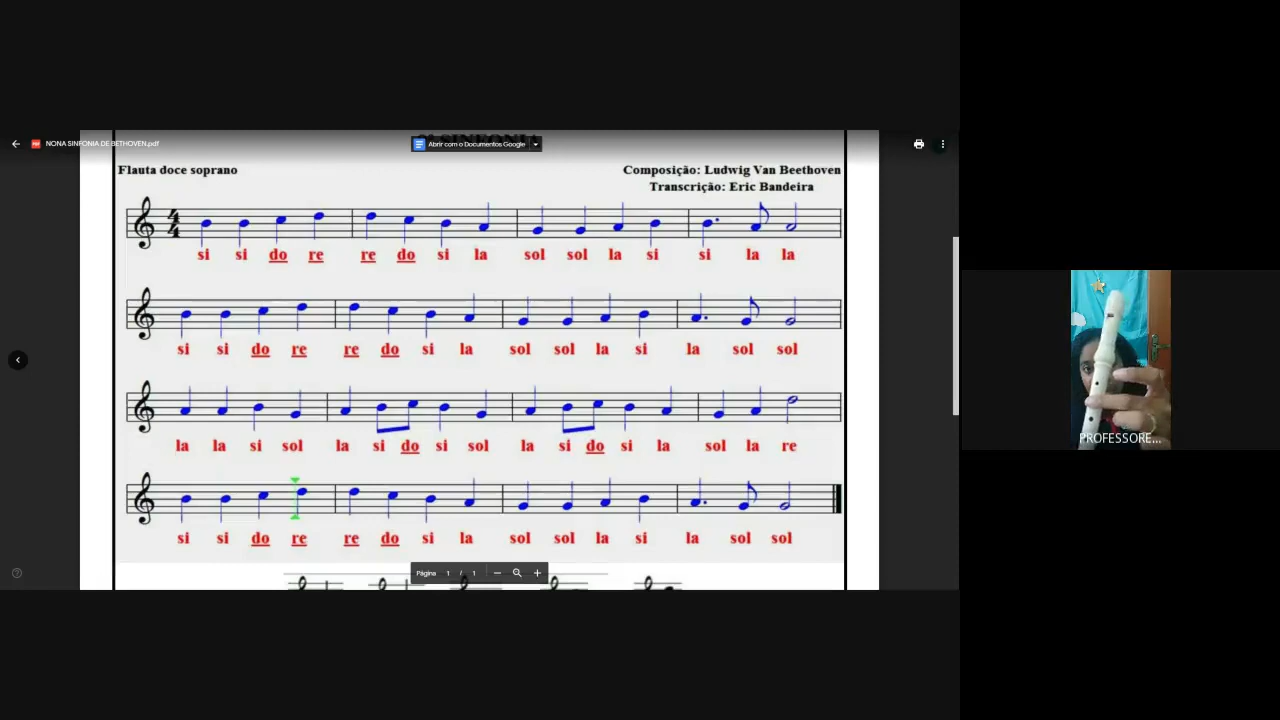 NONA SINFONIA DE BETHOVEN.pdf
Abrir com o Documentos Google
Flauta doce soprano
Composição: Ludwig Van Beethoven
Transcrição: Eric Bandeira
4
4
si si do re re do si la sol sol la si si la la
si si do re re do si la sol sol la si la sol sol
la la si sol la si do si sol la si do si la sol la re
si si do re re do si la sol sol la si la sol sol
Página 1 / 1
PROFESSORE...